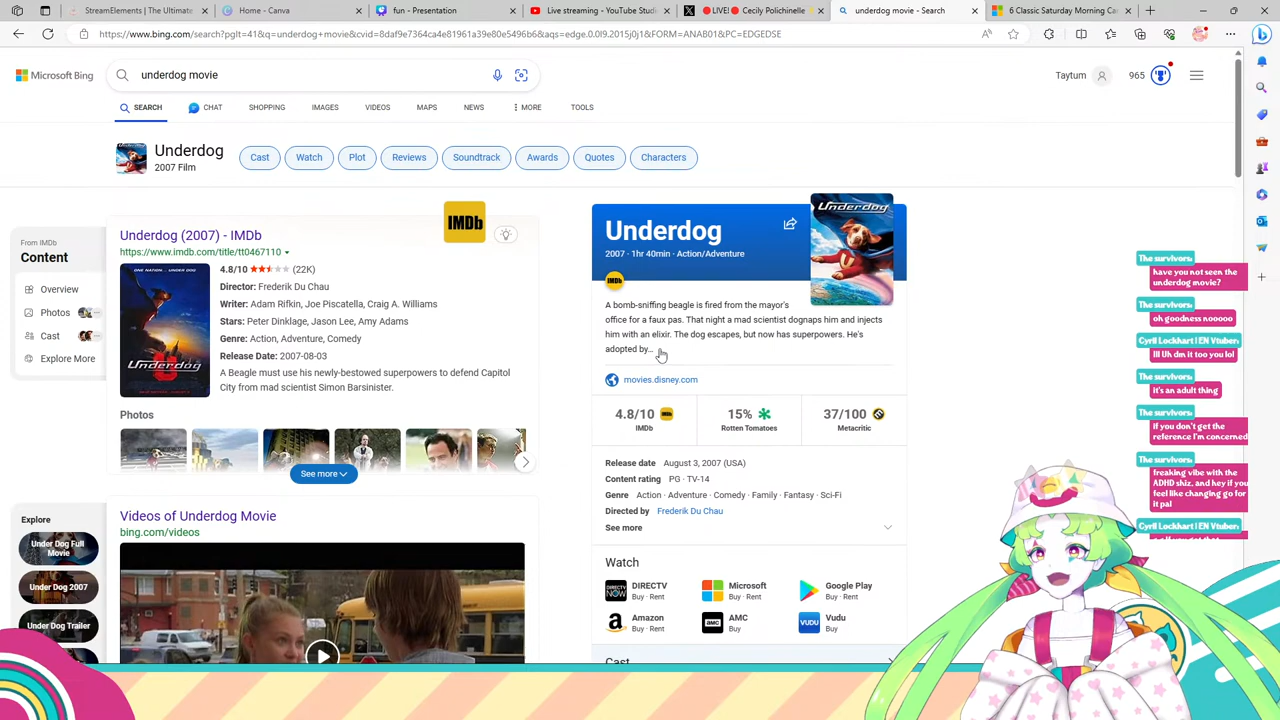 StreamElements - The Ultimate
Home - Canva
fun - Presentation
Live streaming - YouTube Stud
LIVE! Cecily Polichinelle
underdog movie - Search
6 Classic Saturday Morning Ca
https://www.bing.com/search?pglt=41&q=underdog+movie&cvid=8daf9e7364ca4e81961a39e80e5496b6&aqs=edge.0.0l9.2015j0j1&FORM=ANAB01&PC=EDGEDSE
Microsoft Bing
underdog movie
Taytum
965
SEARCH
CHAT
SHOPPING
IMAGES
VIDEOS
MAPS
NEWS
MORE
TOOLS
Underdog
2007 Film
Cast
Watch
Plot
Reviews
Soundtrack
Awards
Quotes
Characters
From IMDb
Content
Overview
Photos
Cast
Explore More
Underdog (2007) - IMDb
https://www.imdb.com/title/tt0467110
IMDb
4.8/10 (22K)
Director: Frederik Du Chau
Writer: Adam Rifkin, Joe Piscatella, Craig A. Williams
Stars: Peter Dinklage, Jason Lee, Amy Adams
Genre: Action, Adventure, Comedy
Release Date: 2007-08-03
A Beagle must use his newly-bestowed superpowers to defend Capitol
City from mad scientist Simon Barsinister.
ONE NATION... UNDER DOG
Underdog
Photos
See more
Explore
Under Dog Full
Movie
Under Dog 2007
Under Dog Trailer
Videos of Underdog Movie
bing.com/videos
Underdog
2007 · 1hr 40min · Action/Adventure
Underdog
IMDb
A bomb-sniffing beagle is fired from the mayor's
office for a faux pas. That night a mad scientist dognaps him and injects
him with an elixir. The dog escapes, but now has superpowers. He's
adopted by...
movies.disney.com
4.8/10
IMDb
15%
Rotten Tomatoes
37/100
Metacritic
Release date August 3, 2007 (USA)
Content rating PG · TV-14
Genre Action · Adventure · Comedy · Family · Fantasy · Sci-Fi
Directed by Frederik Du Chau
See more
Watch
DIRECTV
Buy · Rent
Microsoft
Buy · Rent
Google Play
Buy · Rent
Amazon
Buy · Rent
AMC
Buy
Vudu
Buy
Cast
The survivors:
have you not seen the
underdog movie?
The survivors:
oh goodness nooooo
Cyril Lockhart | EN Vtuber:
Ill Uh dm it too you lol
The survivors:
it's an adult thing
The survivors:
If you don't get the
reference I'm concerned
The survivors:
freaking vibe with the
ADHD shiz, and hey if you
feel like changing go for
it pal
Cyril Lockhart | EN Vtuber: